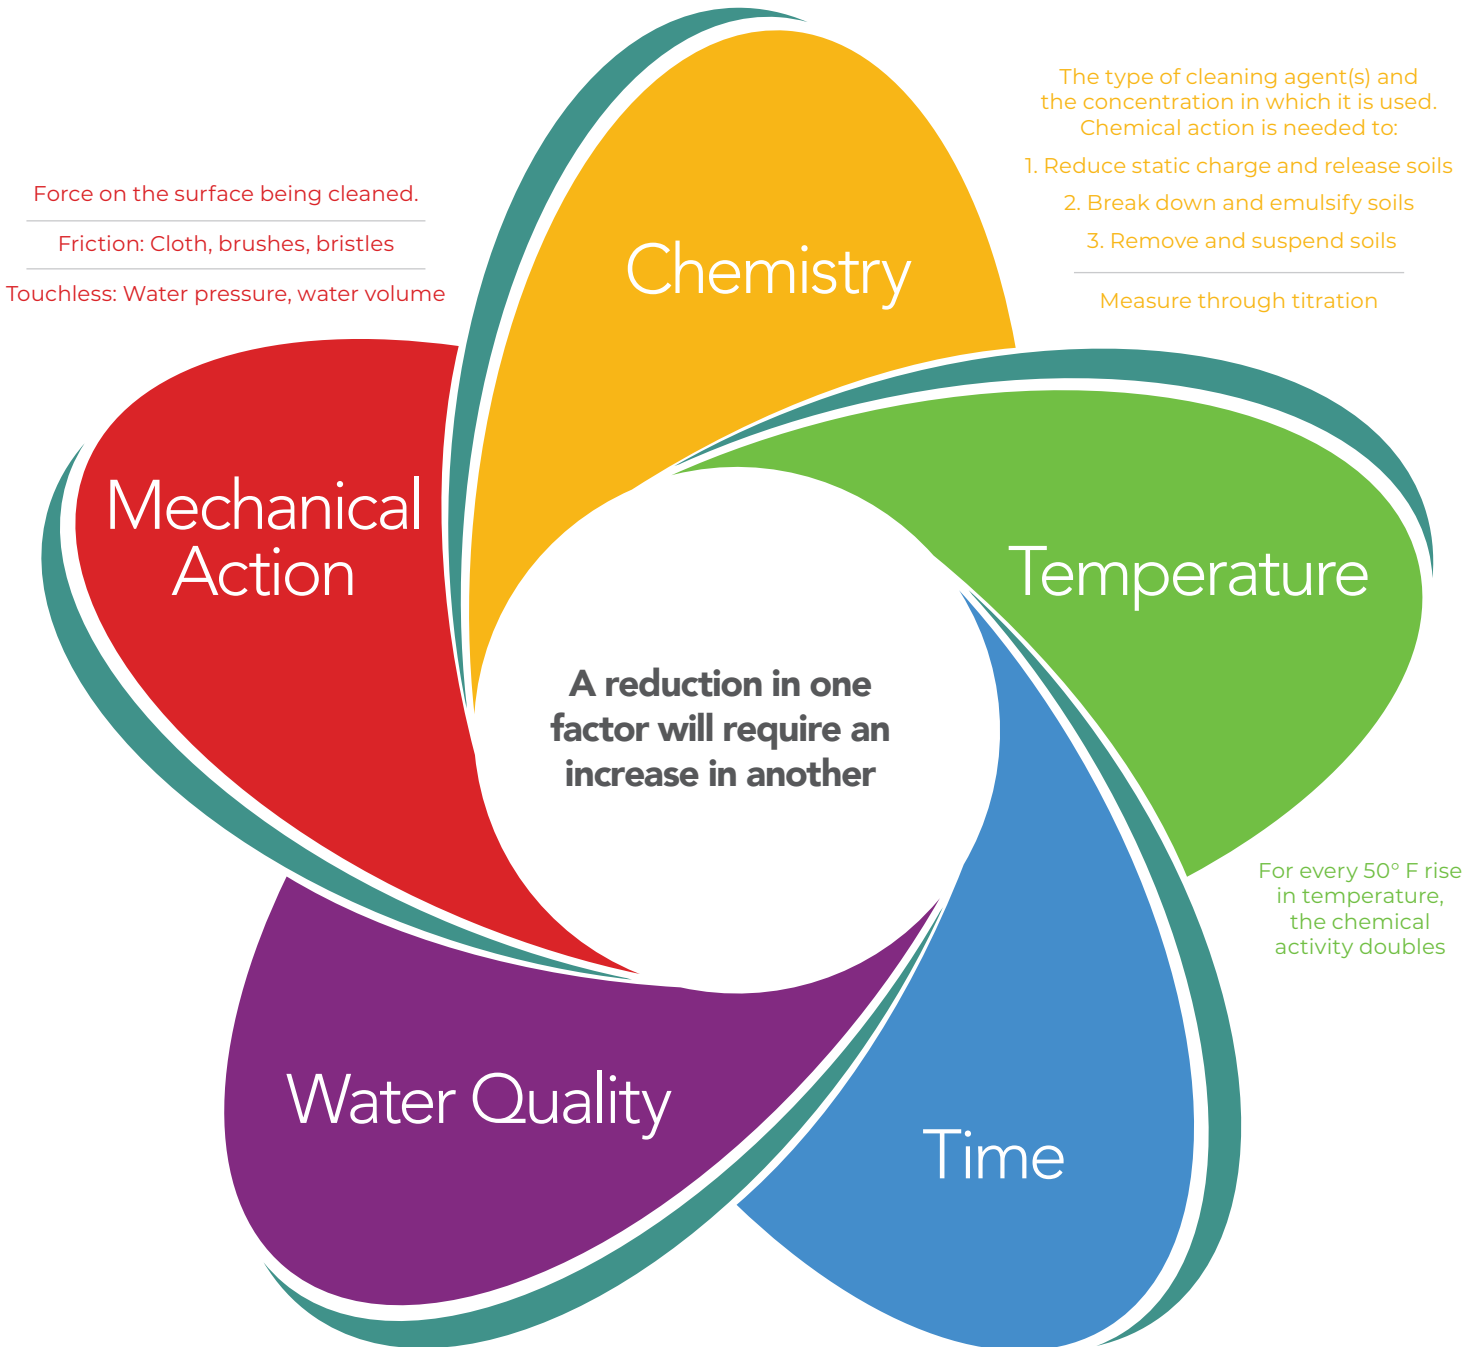 The type of cleaning agent(s) and
the concentration in which it is used.
Chemical action is needed to:
1. Reduce static charge and release soils
2. Break down and emulsify soils
3. Remove and suspend soils
Measure through titration
Force on the surface being cleaned.
Friction: Cloth, brushes, bristles
Touchless: Water pressure, water volume
Chemistry
Mechanical
Action
Temperature
A reduction in one
factor will require an
increase in another
For every 50° F rise
in temperature,
the chemical
activity doubles
Water Quality
Time